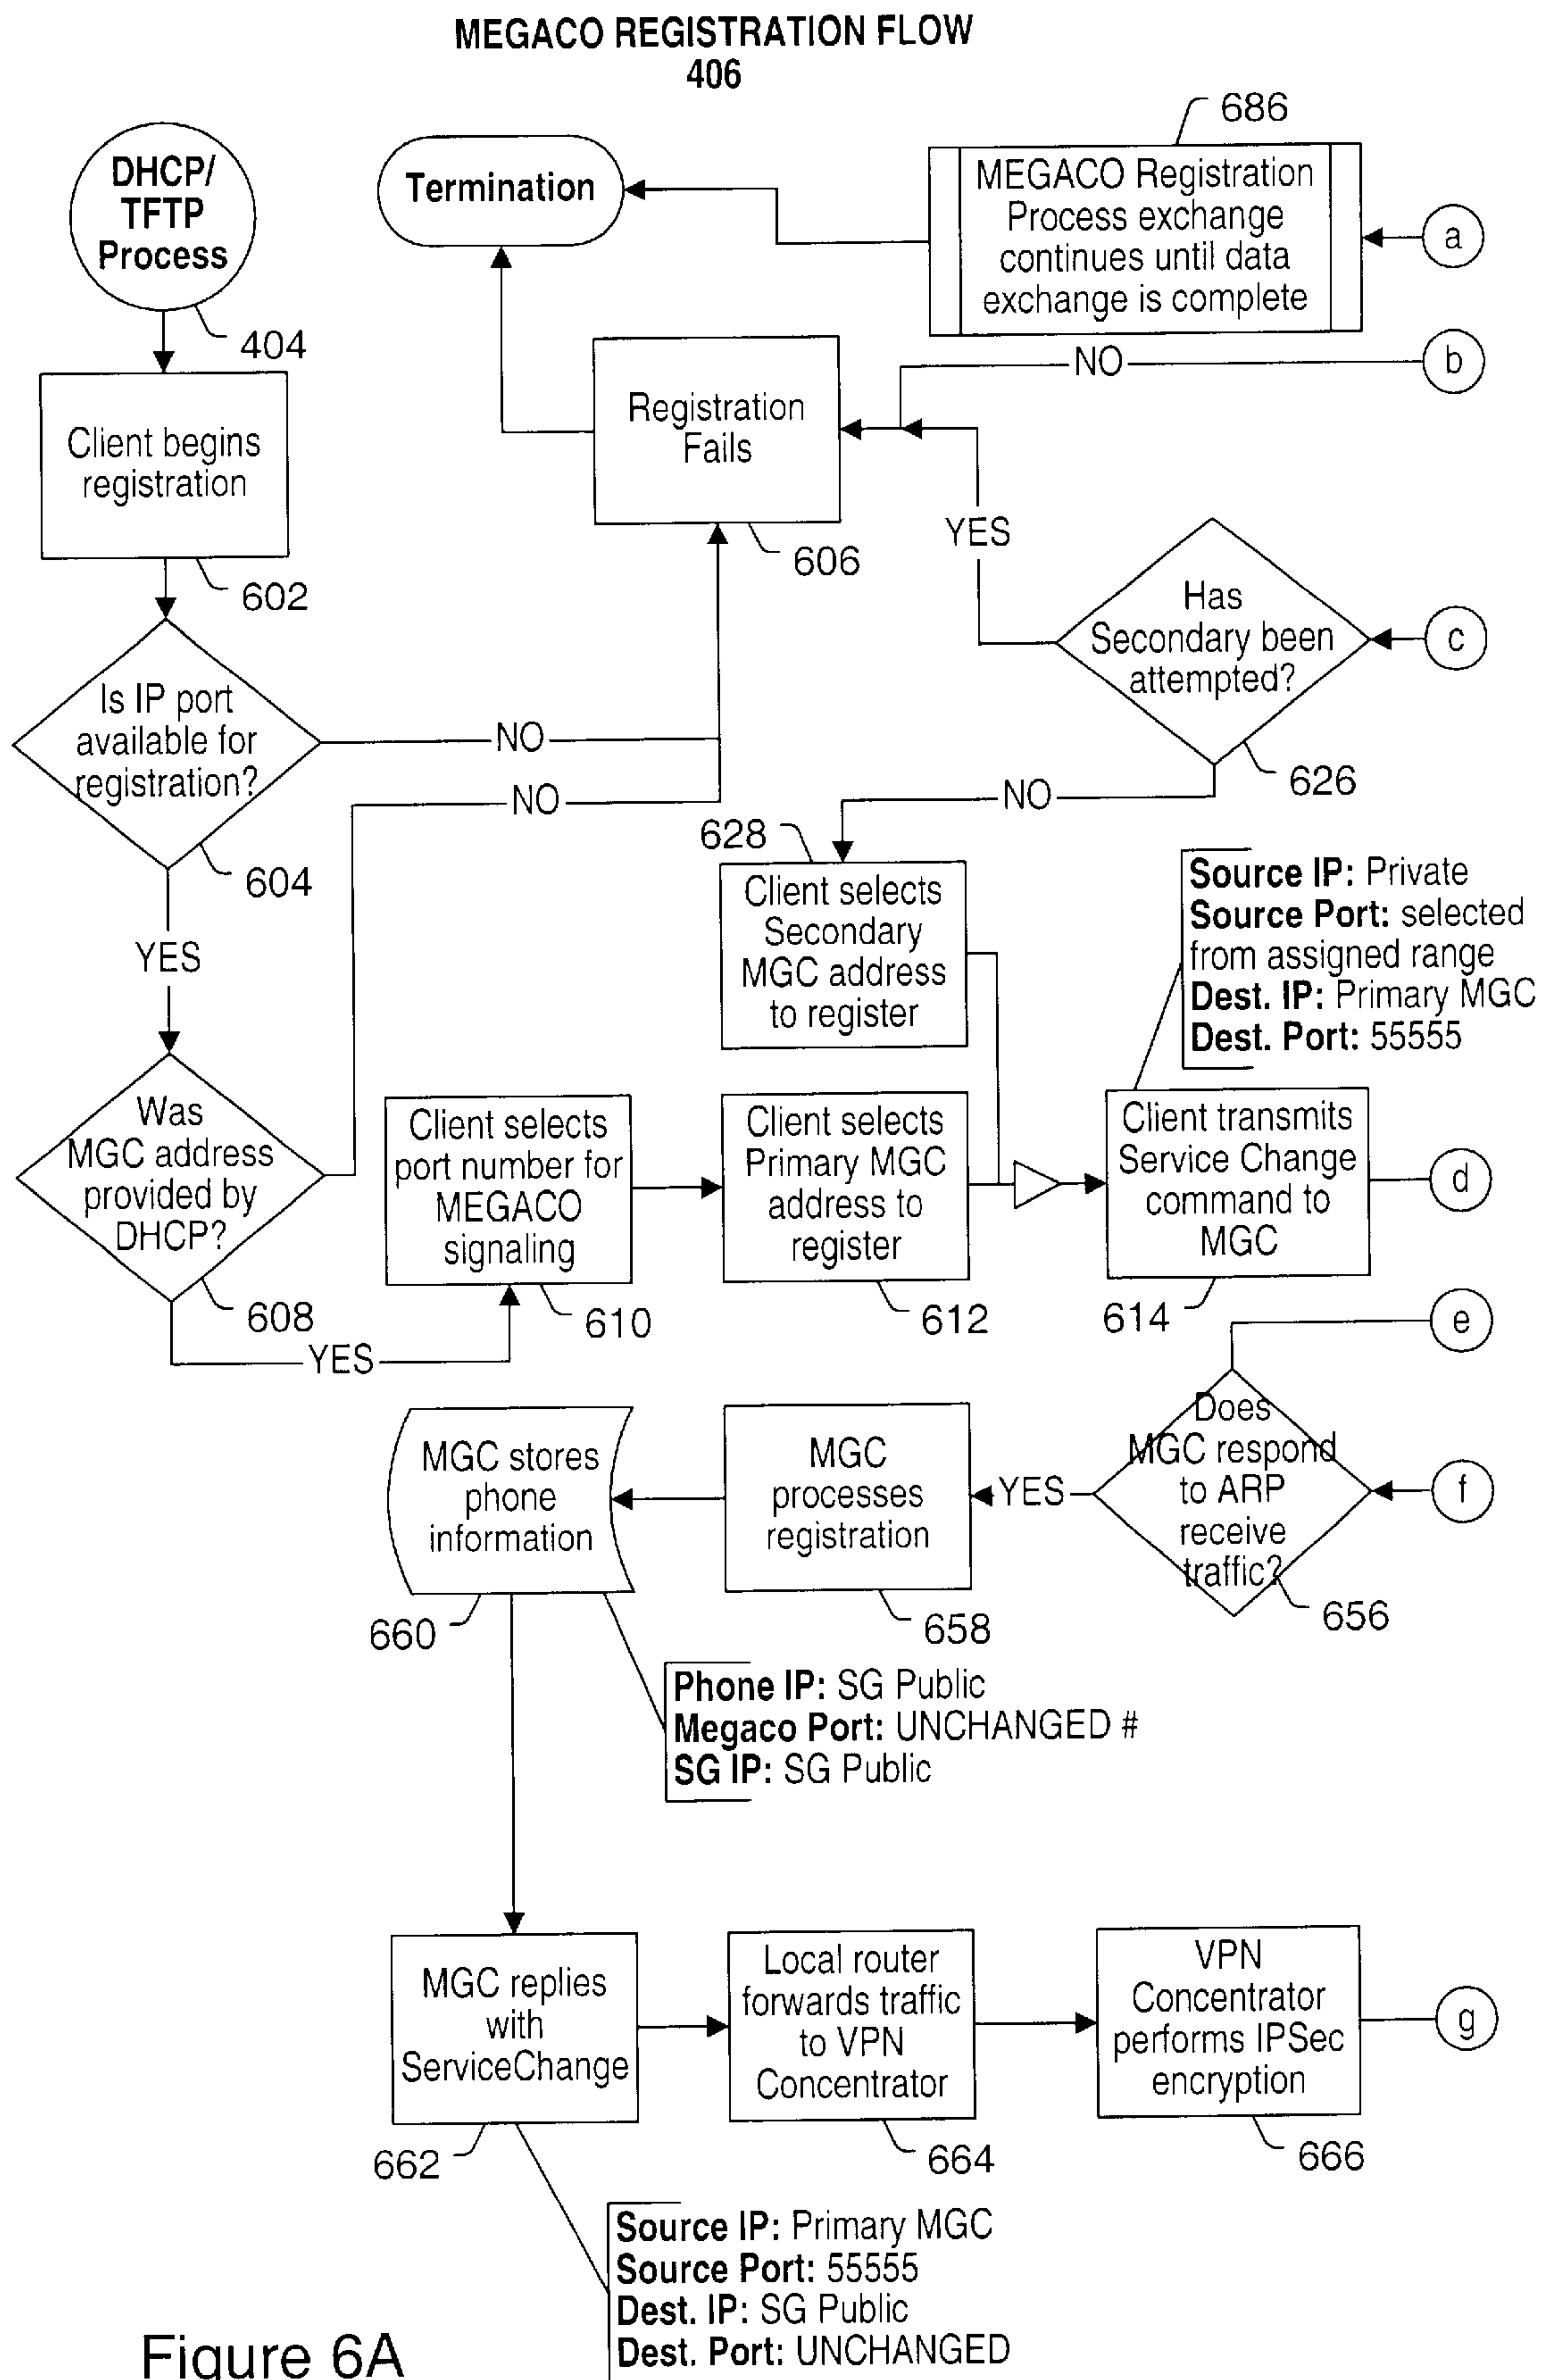 MEGACO REGISTRATION FLOW
406
686
DHCP/
TFTP
Process
404
Termination
MEGACO Registration
Process exchange
continues until data
exchange is complete
a
NO
b
Client begins
registration
602
Registration
Fails
606
YES
Has
Secondary been
attempted?
c
626
Is IP port
available for
registration?
604
NO
NO
NO
YES
628
Client selects
Secondary
MGC address
to register
Source IP: Private
Source Port: selected
from assigned range
Dest. IP: Primary MGC
Dest. Port: 55555
Was
MGC address
provided by
DHCP?
608
YES
Client selects
port number for
MEGACO
signaling
610
Client selects
Primary MGC
address to
register
612
Client transmits
Service Change
command to
MGC
614
d
e
MGC stores
phone
information
660
MGC
processes
registration
658
YES
Does
MGC respond
to ARP
receive
traffic?
656
f
Phone IP: SG Public
Megaco Port: UNCHANGED #
SG IP: SG Public
MGC replies
with
ServiceChange
662
Local router
forwards traffic
to VPN
Concentrator
664
VPN
Concentrator
performs IPSec
encryption
666
g
Source IP: Primary MGC
Source Port: 55555
Dest. IP: SG Public
Dest. Port: UNCHANGED
Figure 6A